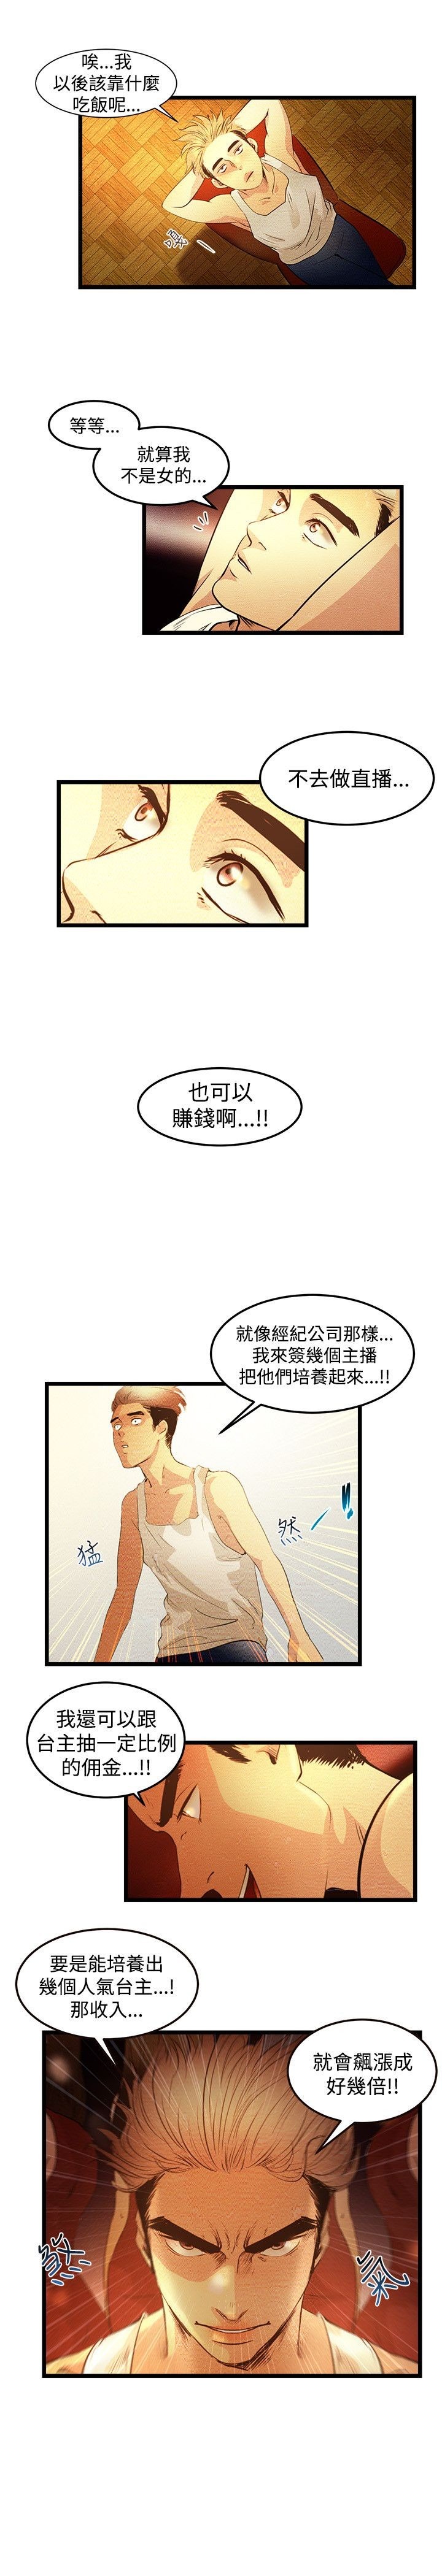 唉...我
以後該靠什麼
吃飯呢...
等等...
就算我
不是女的...
不去做直播...
也可以
賺錢啊...!!
就像經紀公司那樣...
我來簽幾個主播
把他們培養起來...!!
猛
然
我還可以跟
台主抽一定比例
的佣金...!!
要是能培養出
幾個人氣台主...!
那收入...
就會飆漲成
好幾倍!!
煞
氣